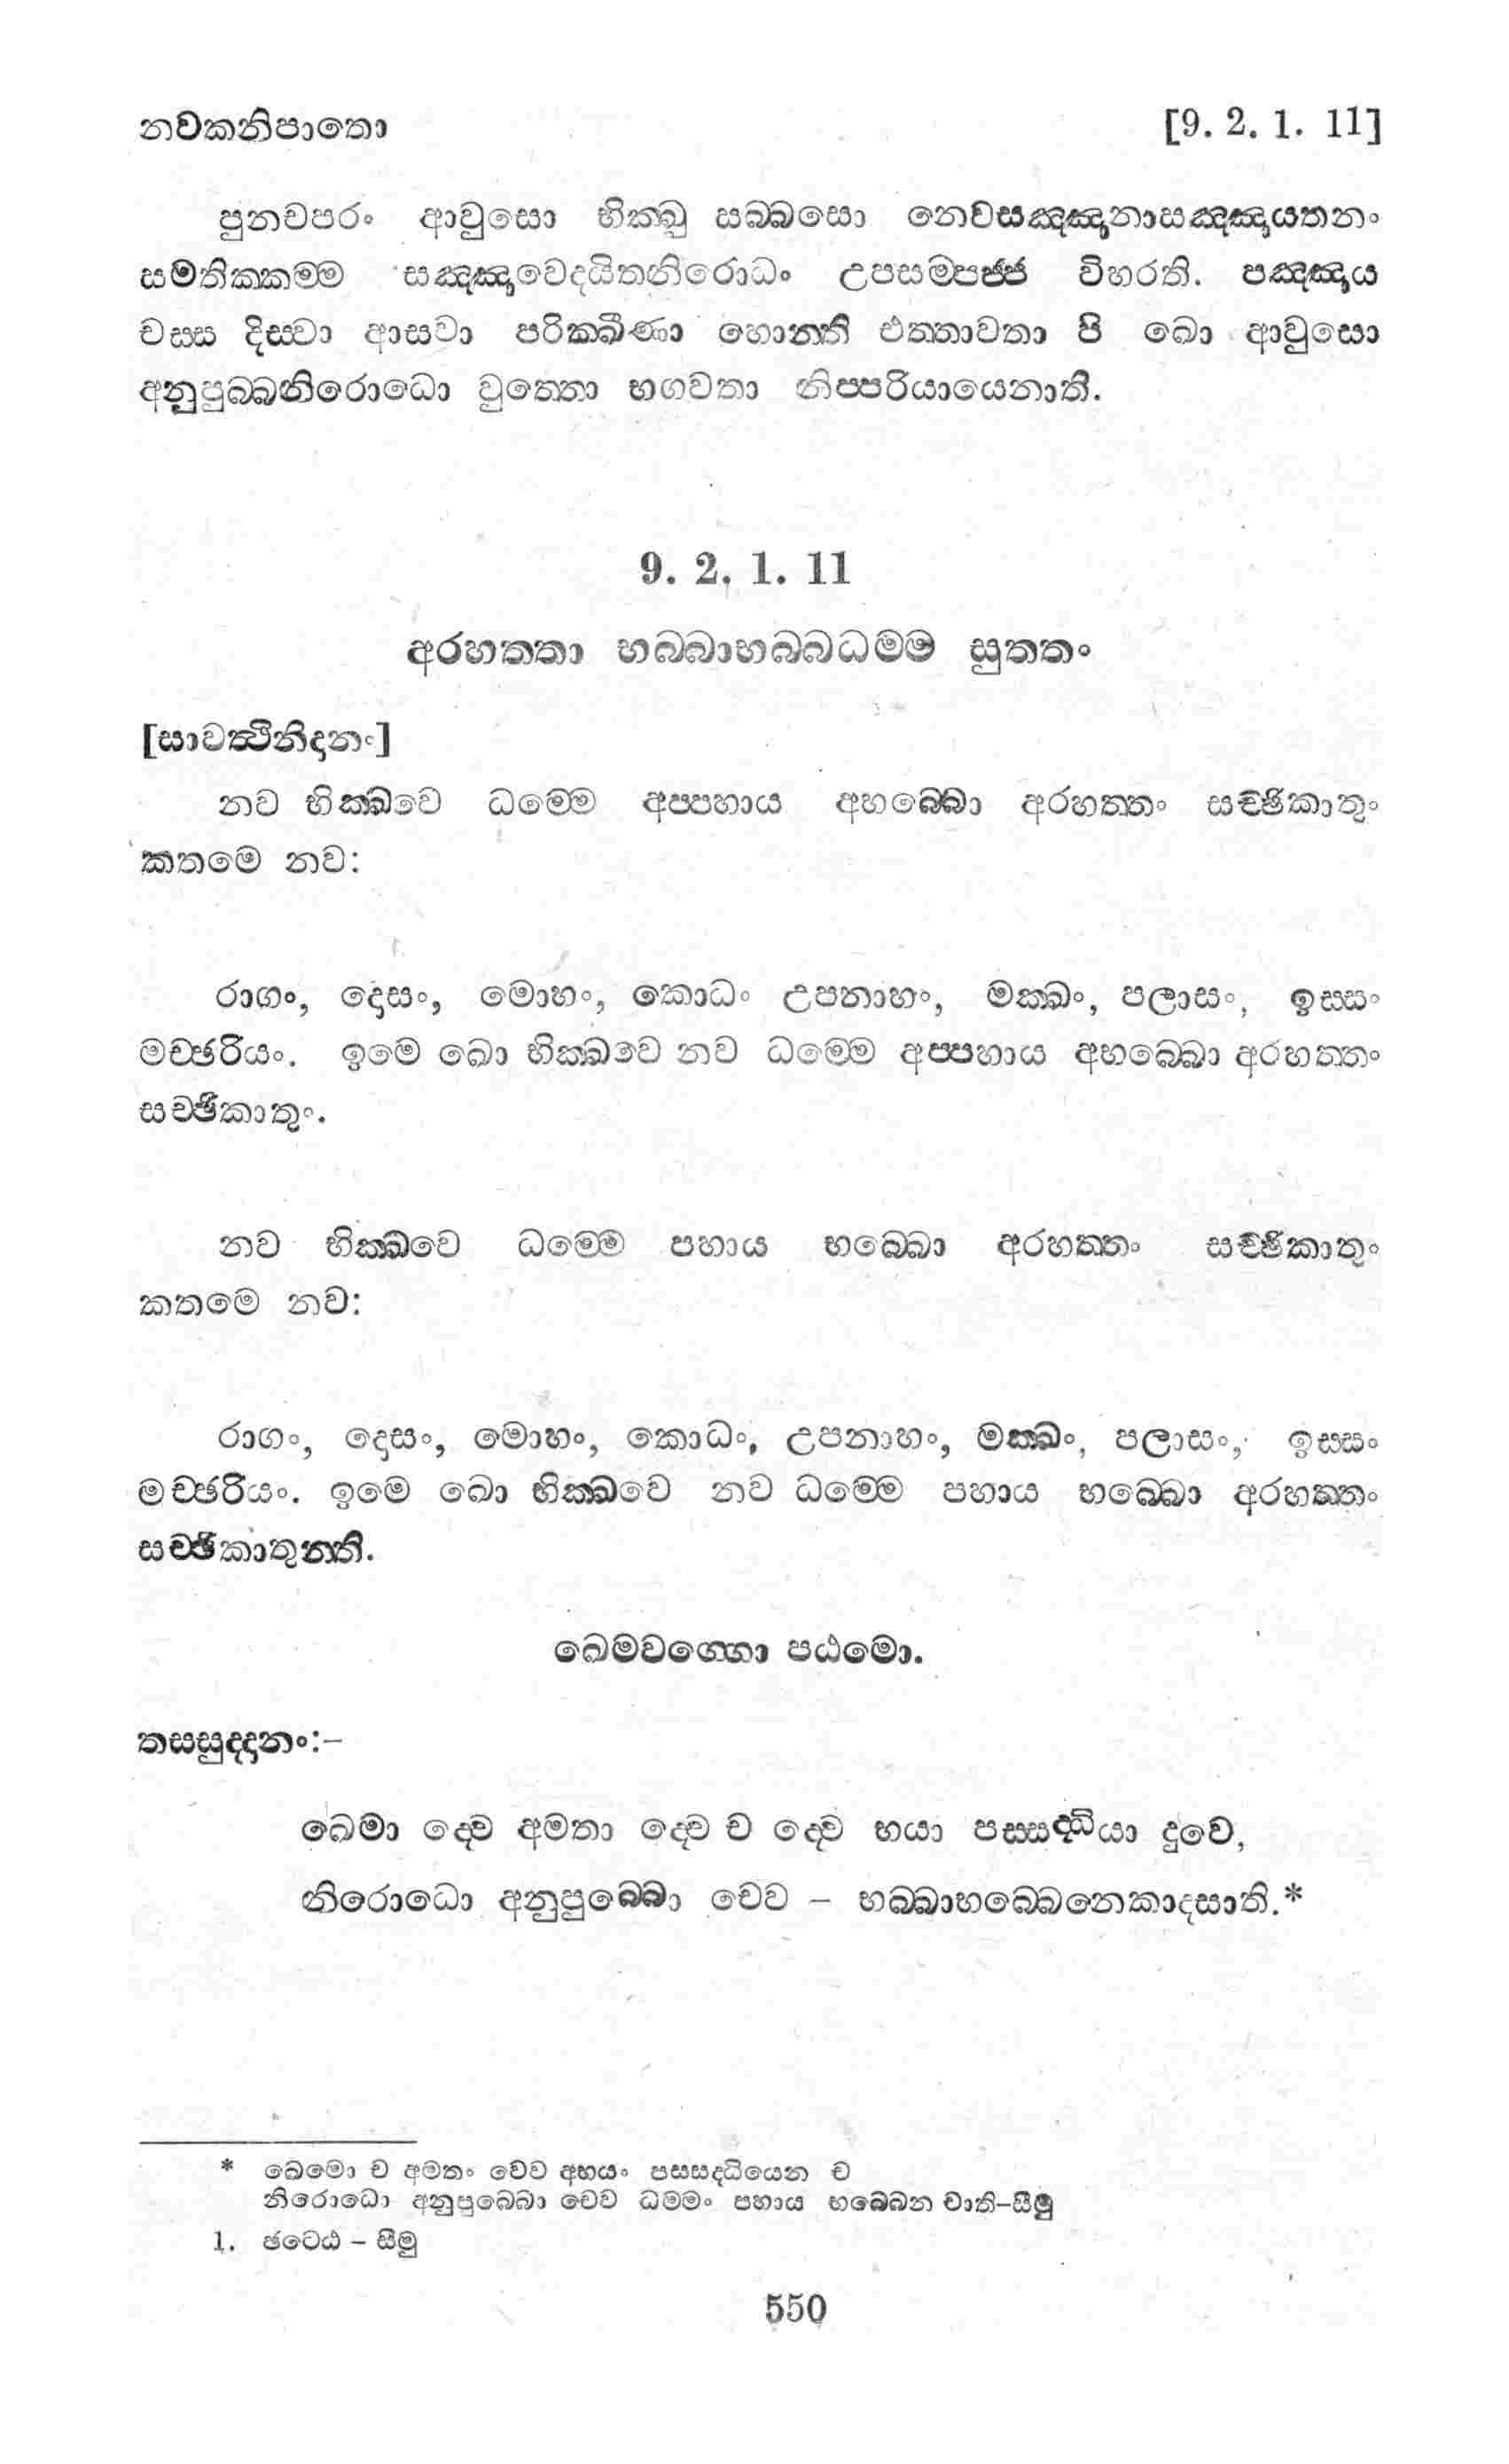 නවකනිපාතො [9. 2. 1. 11]
පුනචපරං ආවුසො භික්ඛු සබ්බසො නෙවසඤ්ඤානාසඤ්ඤායතනං
සමතික්කම්ම සඤ්ඤාවෙදයිතනිරොධං උපසම්පජ්ජ විහරති. පඤ්ඤාය
චස්ස දිස්වා ආසවා පරික්ඛීණා හොන්ති එත්තාවතා පි ඛො ආවුසො
අනුපුබ්බනිරොධො වුත්තො භගවතා නිප්පරියායෙනාති.
9. 2. 1. 11
අරහත්තා භබ්බාභබ්බධම්ම සුත්තං
[සාවත්ථිනිදානං]
නව භික්ඛවෙ ධම්මෙ අප්පහාය අභබ්බො අරහත්තං සච්ඡිකාතුං
කතමෙ නව:
රාගං, දොසං, මොහං, කොධං උපනාහං, මක්ඛං, පලාසං, ඉස්සං
මච්ඡරියං. ඉමෙ ඛො භික්ඛවෙ නව ධම්මෙ අප්පහාය අභබ්බො අරහත්තං
සච්ඡිකාතුං.
නව භික්ඛවෙ ධම්මෙ පහාය භබ්බො අරහත්තං සච්ඡිකාතුං
කතමෙ නව:
රාගං, දොසං, මොහං, කොධං, උපනාහං, මක්ඛං, පලාසං, ඉස්සං
මච්ඡරියං. ඉමෙ ඛො භික්ඛවෙ නව ධම්මෙ පහාය භබ්බො අරහත්තං
සච්ඡිකාතුන්ති.
ඛෙමවග්ගො පඨමො.
තස්සුද්දානං:–
ඛෙමා ද්වෙ අමතා ද්වෙ ච ද්වෙ භයා පස්සද්ධියා දුවෙ,
නිරොධො අනුපුබ්බො චෙව – භබ්බාභබ්බෙනෙකාදසාති.*
* ඛෙමො ච අමතං චෙව අභයං පස්සද්ධියෙන ච
නිරොධො අනුපුබ්බො චෙව ධම්මං පහාය භබ්බෙන චාති–සීමු
1. ඡට්ඨෙ – සීමු
550